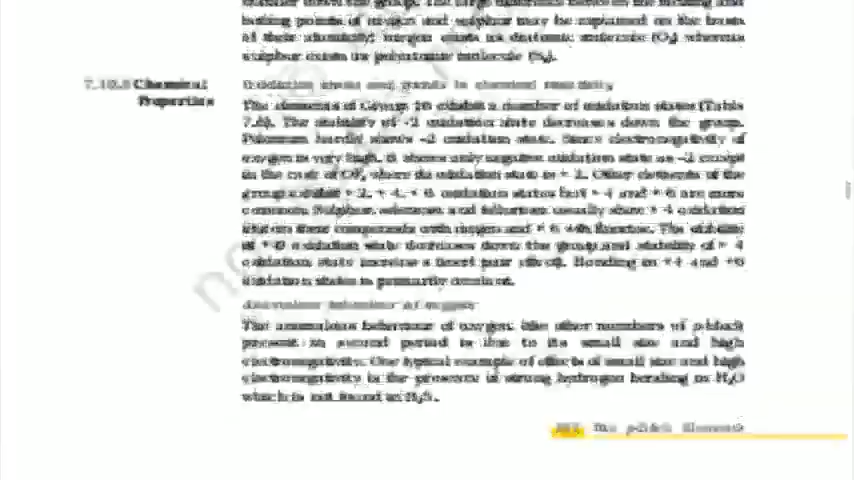 boiling points of oxygen and sulphur may be explained on the basis
of their atomicity; oxygen exists as diatomic molecule (O₂) whereas
sulphur exists as polyatomic molecule (S₈).
Chemical
Properties
Oxidation states and trends in chemical reactivity
The elements of Group 16 exhibit a number of oxidation states (Table
The stability of -2 oxidation state decreases down the group.
Polonium hardly shows -2 oxidation state. Since electronegativity of
oxygen is very high, it shows only negative oxidation state as -2 except
in the case of OF₂ where its oxidation state is + 2. Other elements of the
group exhibit + 2, + 4, + 6 oxidation states but + 4 and + 6 are more
common. Sulphur, selenium and tellurium usually show + 4 oxidation
state in their compounds with oxygen and + 6 with fluorine. The stability
of + 6 oxidation state decreases down the group and stability of + 4
oxidation state increase (inert pair effect). Bonding in +4 and +6
oxidation states is primarily covalent.
Anomalous behaviour of oxygen
The anomalous behaviour of oxygen, like other members of p-block
present in second period is due to its small size and high
electronegativity. One typical example of effects of small size and high
electronegativity is the presence of strong hydrogen bonding in H₂O
which is not found in H₂S.
The p-Block Elements